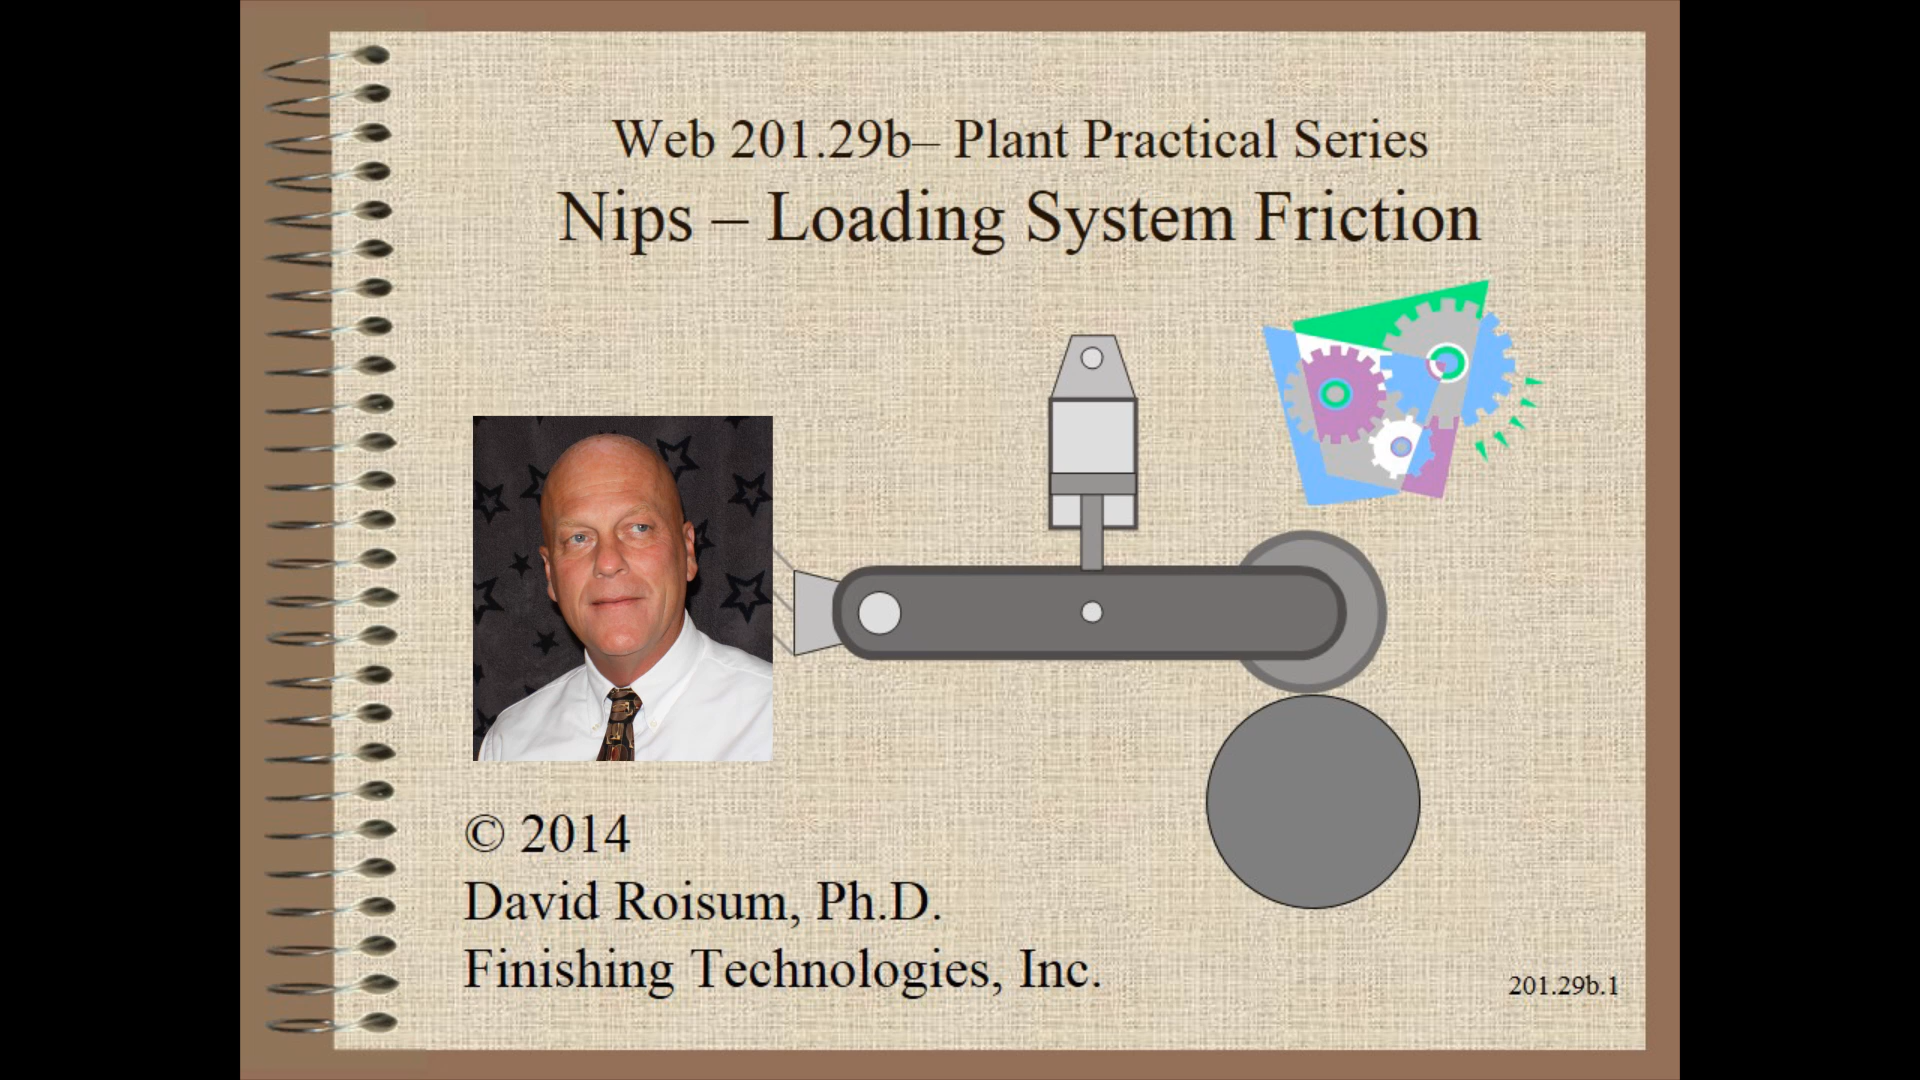 Web 201.29b– Plant Practical Series
Nips – Loading System Friction
© 2014
David Roisum, Ph.D.
Finishing Technologies, Inc.
201.29b.1